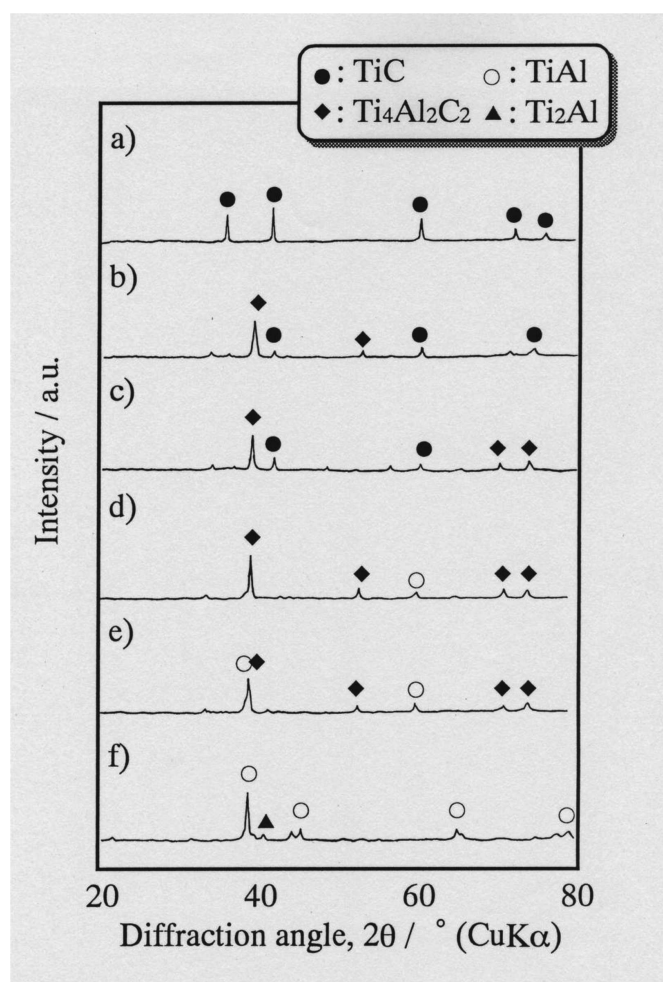 ●: TiC ○: TiAl
◆: Ti₄Al₂C₂ ▲: Ti₂Al
a)
b)
c)
d)
e)
f)
Intensity / a.u.
20 40 60 80
Diffraction angle, 2θ / ° (CuKα)